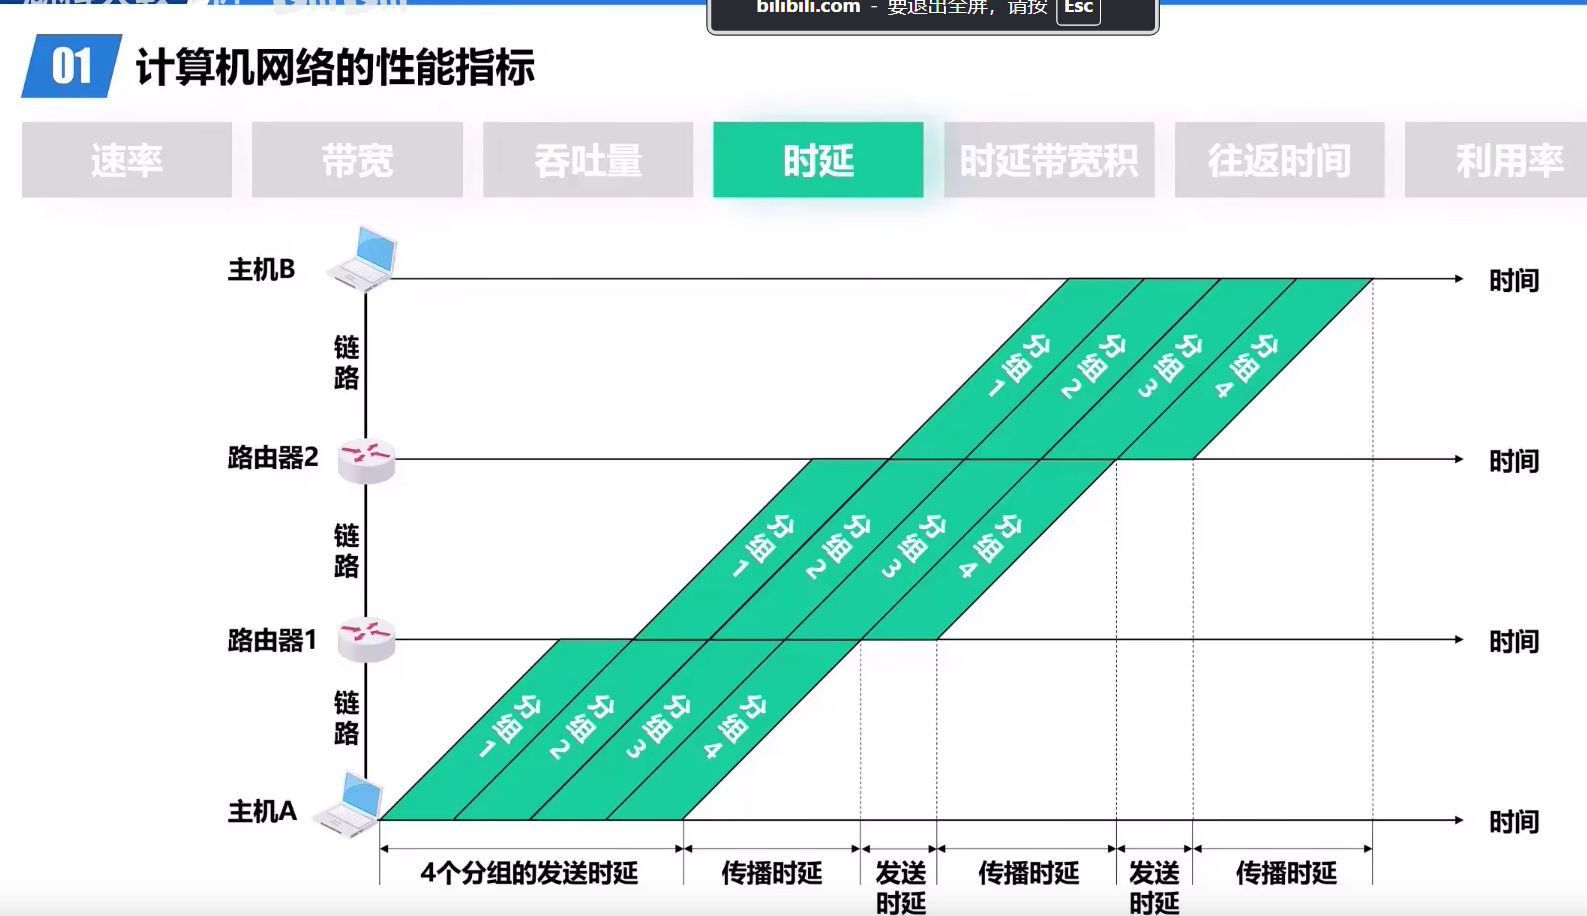 bilibili.com - 要退出全屏，请按 Esc
01 计算机网络的性能指标
速率 带宽 吞吐量 时延 时延带宽积 往返时间 利用率
主机B
时间
链路
分组1 分组2 分组3 分组4
路由器2
时间
链路
分组1 分组2 分组3 分组4
路由器1
时间
链路
分组1 分组2 分组3 分组4
主机A
时间
4个分组的发送时延 传播时延 发送时延 传播时延 发送时延 传播时延